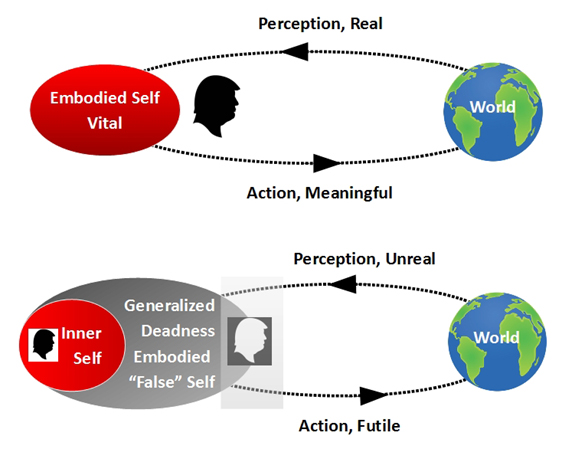 Perception, Real
Embodied Self
Vital
World
Action, Meaningful
Perception, Unreal
Generalized
Deadness
Embodied
“False” Self
Inner
Self
World
Action, Futile